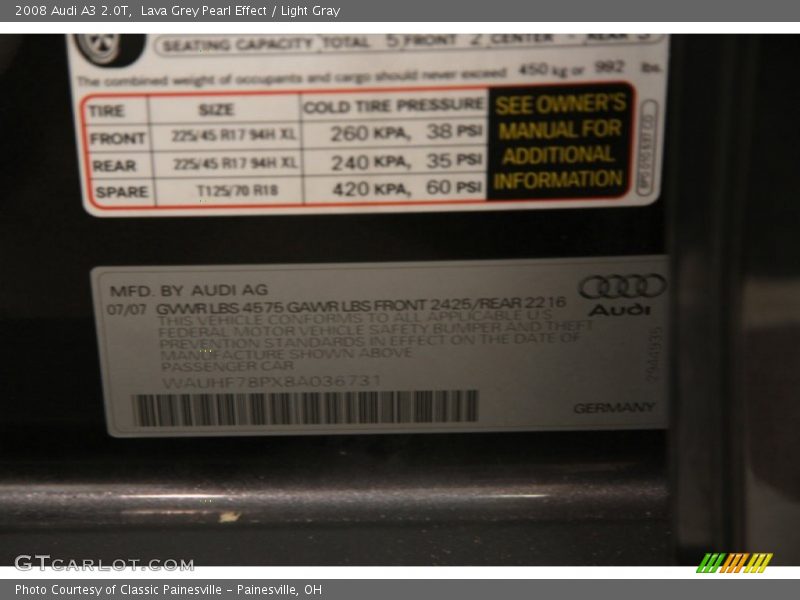 2008 Audi A3 2.0T,  Lava Grey Pearl Effect / Light Gray
SEATING CAPACITY TOTAL 5 FRONT 2 CENTER - REAR 3
The combined weight of occupants and cargo should never exceed 450 kg or 992 lbs.
TIRE SIZE COLD TIRE PRESSURE
FRONT 225/45 R17 94H XL 260 KPA, 38 PSI
REAR 225/45 R17 94H XL 240 KPA, 35 PSI
SPARE T125/70 R18 420 KPA, 60 PSI
SEE OWNER'S
MANUAL FOR
ADDITIONAL
INFORMATION
MFD. BY AUDI AG
07/07 GVWR LBS 4575 GAWR LBS FRONT 2425/REAR 2216
THIS VEHICLE CONFORMS TO ALL APPLICABLE U.S.
FEDERAL MOTOR VEHICLE SAFETY BUMPER AND THEFT
PREVENTION STANDARDS IN EFFECT ON THE DATE OF
MANUFACTURE SHOWN ABOVE
PASSENGER CAR
WAUHF78PX8A036731
Audi
2944935
GERMANY
GTCARLOT.COM
Photo Courtesy of Classic Painesville - Painesville, OH